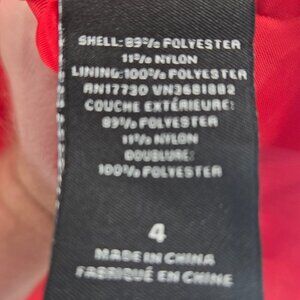 SHELL: 89% POLYESTER
11% NYLON
LINING: 100% POLYESTER
RN17730 VN3681882
COUCHE EXTÉRIEURE:
89% POLYESTER
11% NYLON
DOUBLURE:
100% POLYESTER
4
MADE IN CHINA
FABRIQUÉ EN CHINE